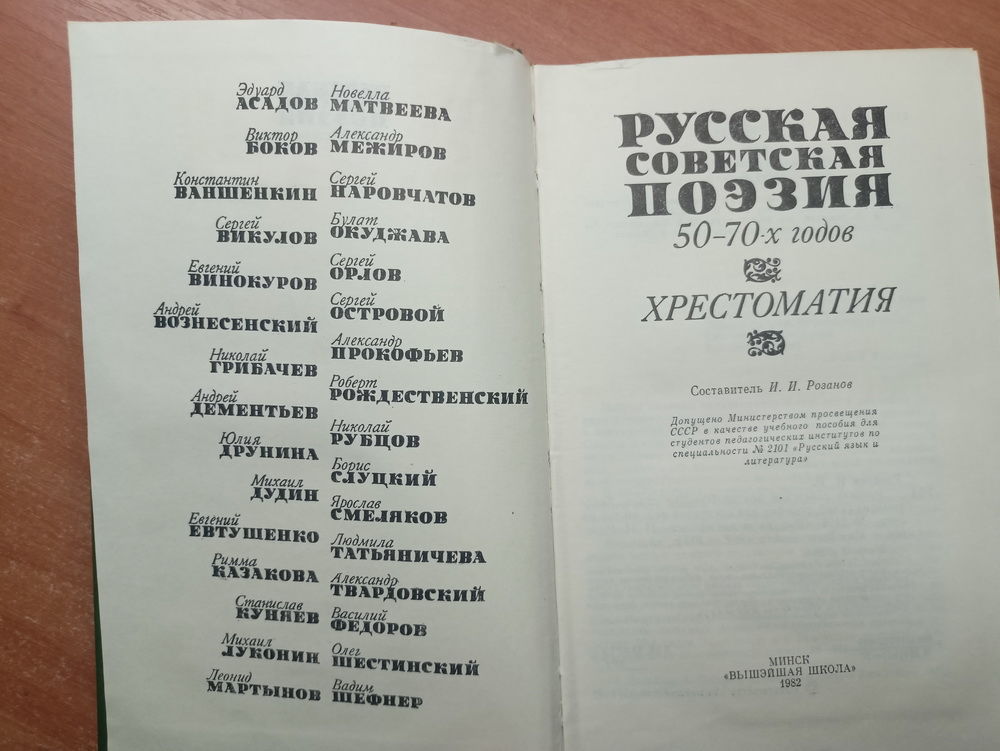 Эдуард
АСАДОВ
Виктор
БОКОВ
Константин
ВАНШЕНКИН
Сергей
ВИКУЛОВ
Евгений
ВИНОКУРОВ
Андрей
ВОЗНЕСЕНСКИЙ
Николай
ГРИБАЧЕВ
Андрей
ДЕМЕНТЬЕВ
Юлия
ДРУНИНА
Михаил
ДУДИН
Евгений
ЕВТУШЕНКО
Римма
КАЗАКОВА
Станислав
КУНЯЕВ
Михаил
ЛУКОНИН
Леонид
МАРТЫНОВ
Новелла
МАТВЕЕВА
Александр
МЕЖИРОВ
Сергей
НАРОВЧАТОВ
Булат
ОКУДЖАВА
Сергей
ОРЛОВ
Сергей
ОСТРОВОЙ
Александр
ПРОКОФЬЕВ
Роберт
РОЖДЕСТВЕНСКИЙ
Николай
РУБЦОВ
Борис
СЛУЦКИЙ
Ярослав
СМЕЛЯКОВ
Людмила
ТАТЬЯНИЧЕВА
Александр
ТВАРДОВСКИЙ
Василий
ФЕДОРОВ
Олег
ШЕСТИНСКИЙ
Вадим
ШЕФНЕР
РУССКАЯ
СОВЕТСКАЯ
ПОЭЗИЯ
50–70-х годов
ХРЕСТОМАТИЯ
Составитель И. И. Розанов
Допущено Министерством просвещения
СССР в качестве учебного пособия для
студентов педагогических институтов по
специальности № 2101 «Русский язык и
литература»
МИНСК
«ВЫШЭЙШАЯ ШКОЛА»
1982